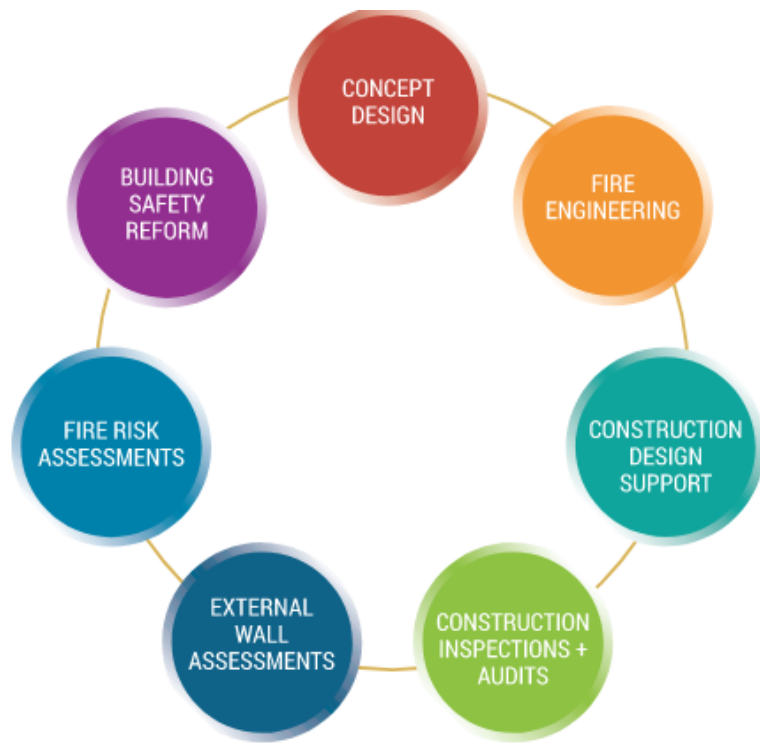 CONCEPT
DESIGN
FIRE
ENGINEERING
CONSTRUCTION
DESIGN
SUPPORT
CONSTRUCTION
INSPECTIONS +
AUDITS
EXTERNAL
WALL
ASSESSMENTS
FIRE RISK
ASSESSMENTS
BUILDING
SAFETY
REFORM